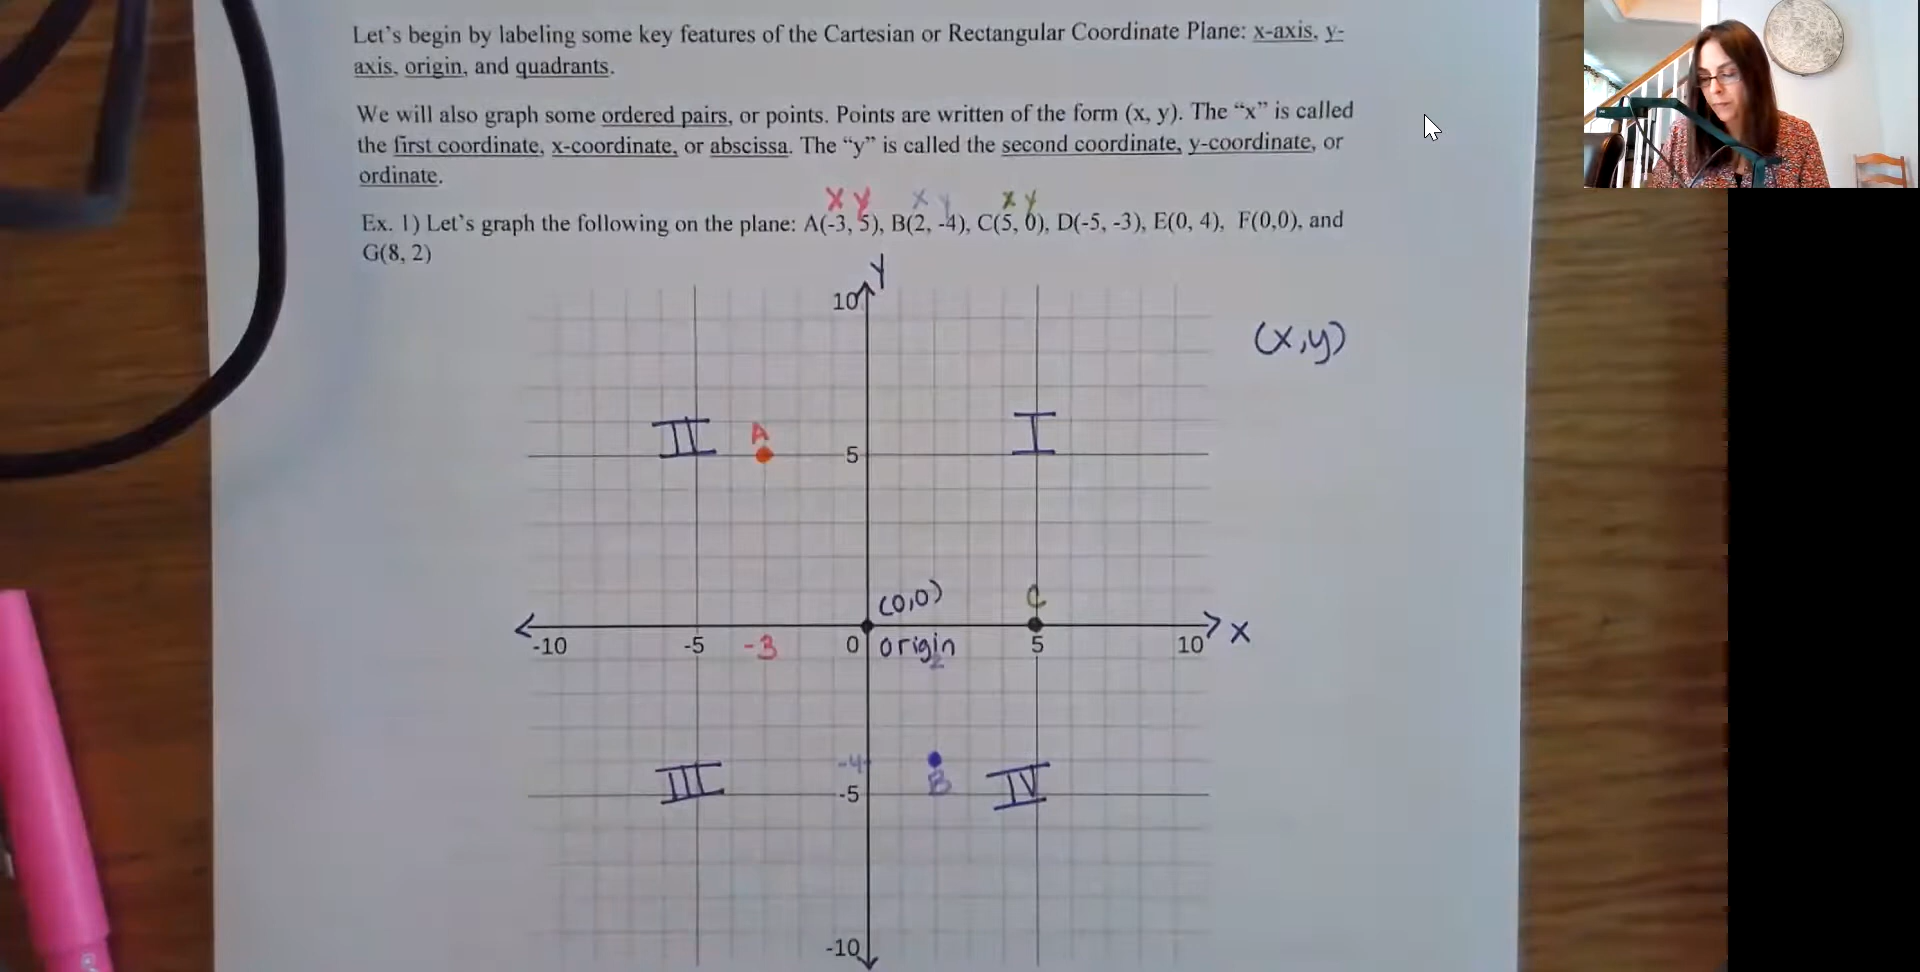 Let's begin by labeling some key features of the Cartesian or Rectangular Coordinate Plane: x-axis, y-
axis, origin, and quadrants.
We will also graph some ordered pairs, or points. Points are written of the form (x, y). The “x” is called
the first coordinate, x-coordinate, or abscissa. The “y” is called the second coordinate, y-coordinate, or
ordinate.
X Y X Y X Y
Ex. 1) Let's graph the following on the plane: A(-3, 5), B(2, -4), C(5, 0), D(-5, -3), E(0, 4), F(0,0), and
G(8, 2)
Y
10
(x,y)
II A I
5
(0,0) C
-10 -5 -3 0 origin 5 10 X
2
-4
III B IV
-5
-10